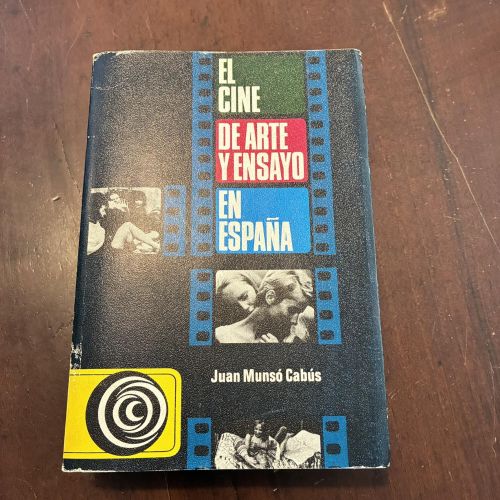 EL
CINE
DE ARTE
Y ENSAYO
EN
ESPAÑA
Juan Munsó Cabús